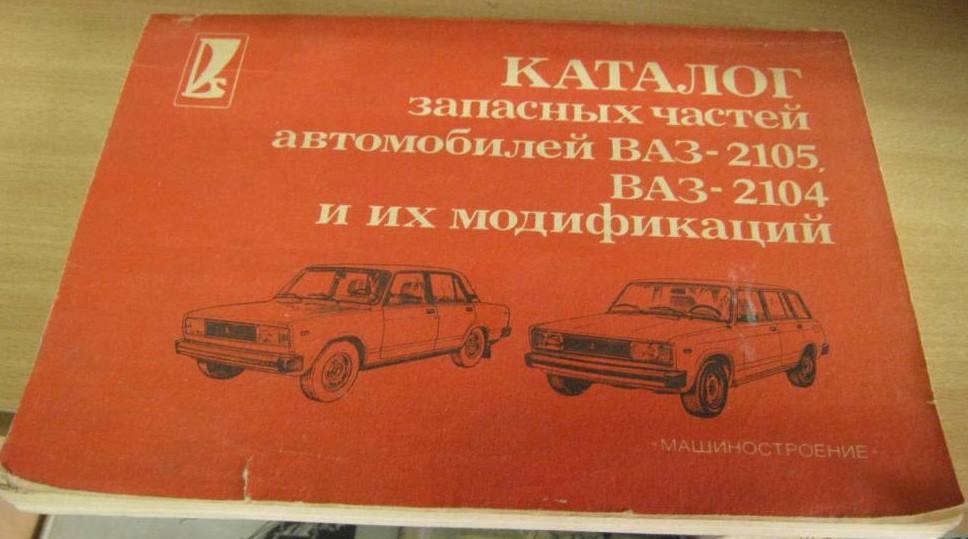 КАТАЛОГ
запасных частей
автомобилей ВАЗ-2105,
ВАЗ-2104
и их модификаций
«МАШИНОСТРОЕНИЕ»